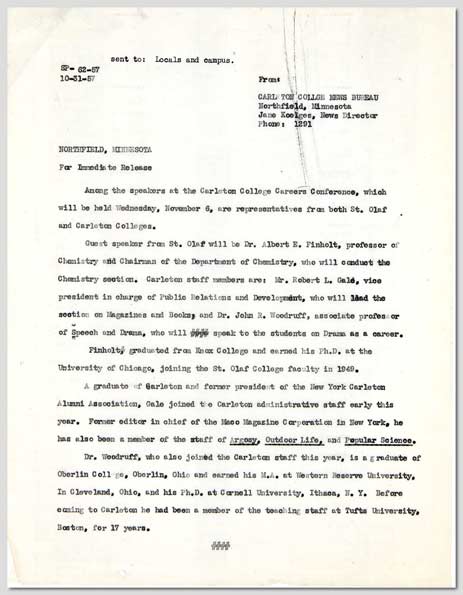 sent to: Locals and campus.
SP- 62-57
10-31-57
From:
CARLETON COLLGE NEWS BUREAU
Northfield, Minnesota
Jane Koelges, News Director
Phone: 1291
NORTHFIELD, MINNESOTA
For Immediate Release
Among the speakers at the Carleton College Careers Conference, which
will be held Wednesday, November 6, are representatives from both St. Olaf
and Carleton Colleges.
Guest speaker from St. Olaf will be Dr. Albert E. Finholt, professor of
Chemistry and Chairman of the Department of Chemistry, who will conduct the
Chemistry section. Carleton staff members are: Mr. Robert L. Gale, vice
president in charge of Public Relations and Development, who will lead the
section on Magazines and Books; and Dr. John R. Woodruff, associate professor
of Speech and Drama, who will #### speak to the students on Drama as a career.
Finholt graduated from Knox College and earned his Ph.D. at the
University of Chicago, joining the St. Olaf College faculty in 1949.
A graduate of Carleton and former president of the New York Carleton
Alumni Association, Gale joined the Carleton administrative staff early this
year. Former editor in chief of the Maco Magazine Corporation in New York, he
has also been a member of the staff of Argosy, Outdoor Life, and Popular Science.
Dr. Woodruff, who also joined the Carleton staff this year, is a graduate of
Oberlin College, Oberlin, Ohio and earned his M.A. at Western Reserve University,
In Cleveland, Ohio, and his Ph.D. at Cornell University, Ithaca, N. Y. Before
coming to Carleton he had been a member of the teaching staff at Tufts University,
Boston, for 17 years.
####